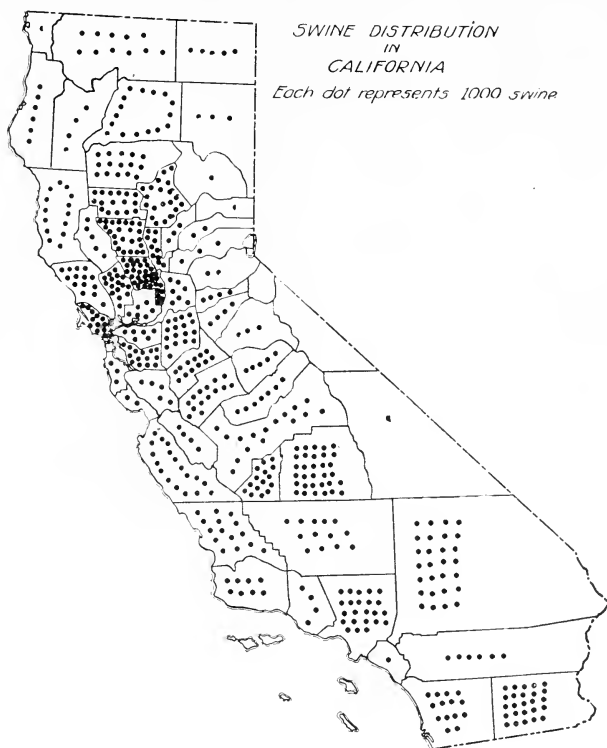 SWINE DISTRIBUTION
IN
CALIFORNIA
Each dot represents 1000 swine